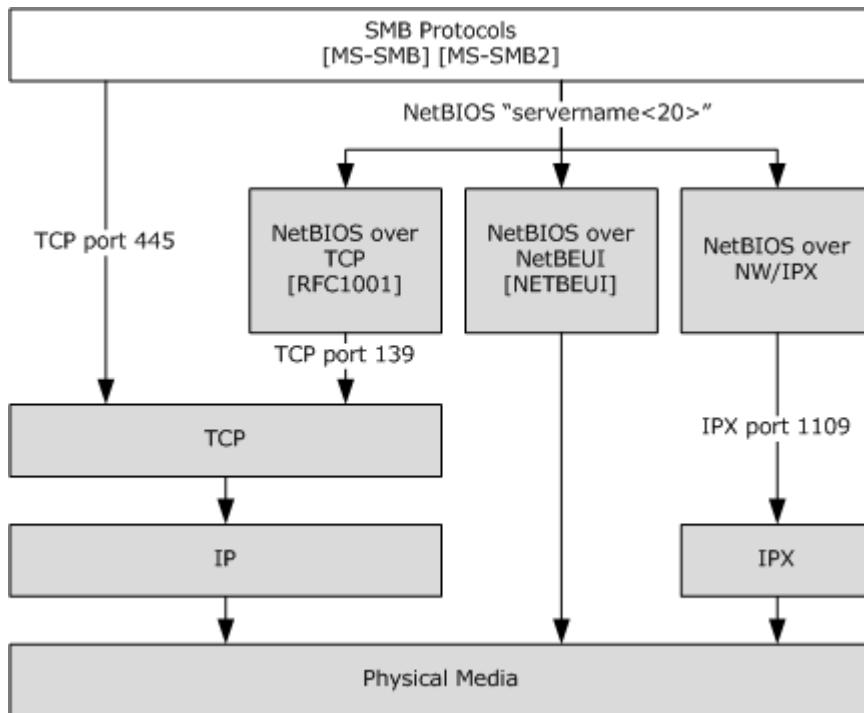 SMB Protocols
[MS-SMB] [MS-SMB2]
NetBIOS “servername<20>”
TCP port 445
NetBIOS over
TCP
[RFC1001]
NetBIOS over
NetBEUI
[NETBEUI]
NetBIOS over
NW/IPX
TCP port 139
IPX port 1109
TCP
IP
IPX
Physical Media